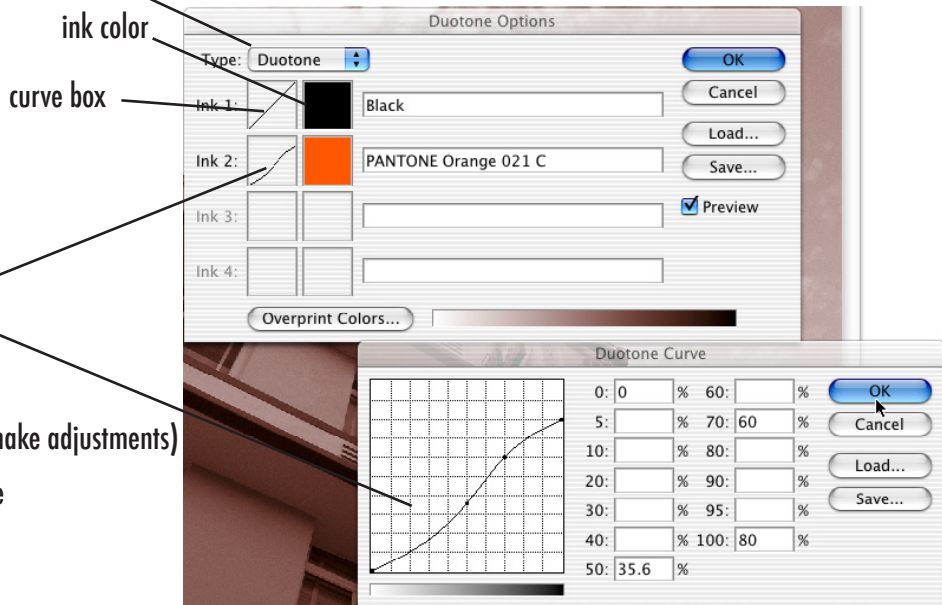 Duotone Options
ink color
Type: Duotone
OK
curve box
Ink 1: Black
Cancel
Load...
Ink 2: PANTONE Orange 021 C
Save...
Preview
Ink 3:
Ink 4:
Overprint Colors...
Duotone Curve
0: 0 % 60: %
OK
5: % 70: 60 %
Cancel
make adjustments)
10: % 80: %
Load...
20: % 90: %
e
Save...
30: % 95: %
40: % 100: 80 %
50: 35.6 %